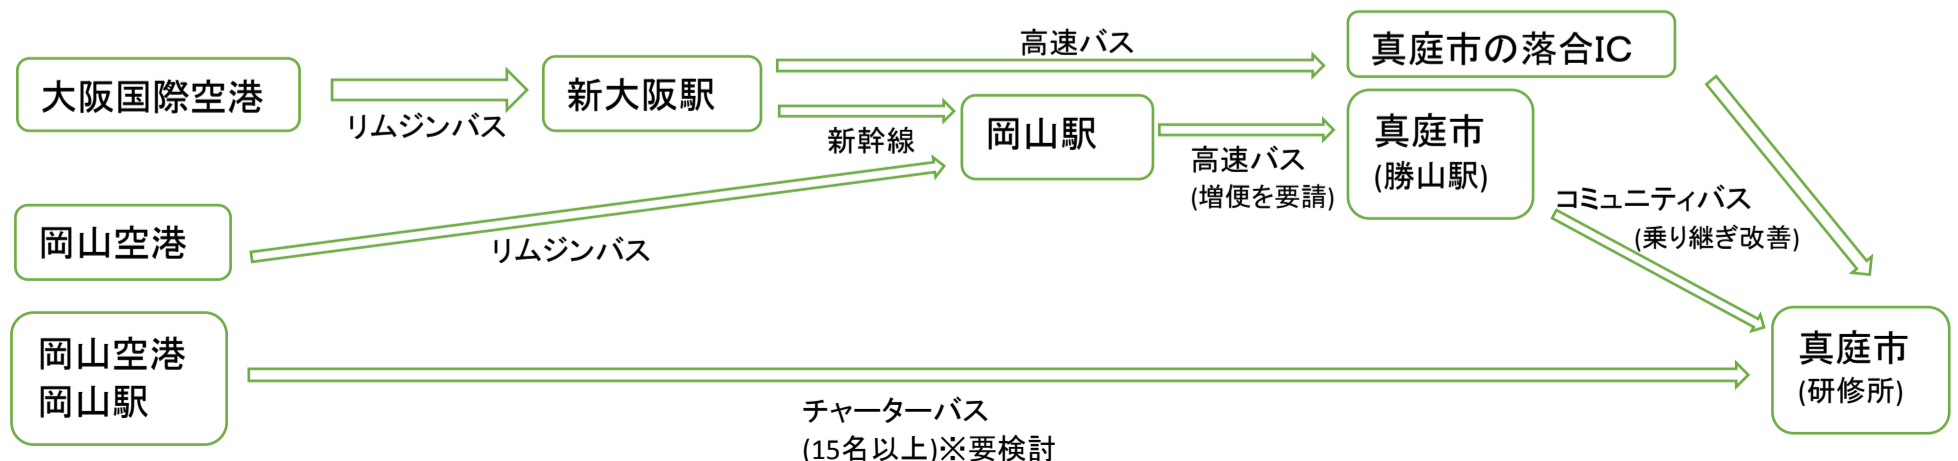 大阪国際空港
リムジンバス
新大阪駅
高速バス
真庭市の落合IC
新幹線
岡山駅
高速バス
(増便を要請)
真庭市
(勝山駅)
コミュニティバス
(乗り継ぎ改善)
岡山空港
リムジンバス
岡山空港
岡山駅
チャーターバス
(15名以上)※要検討
真庭市
(研修所)